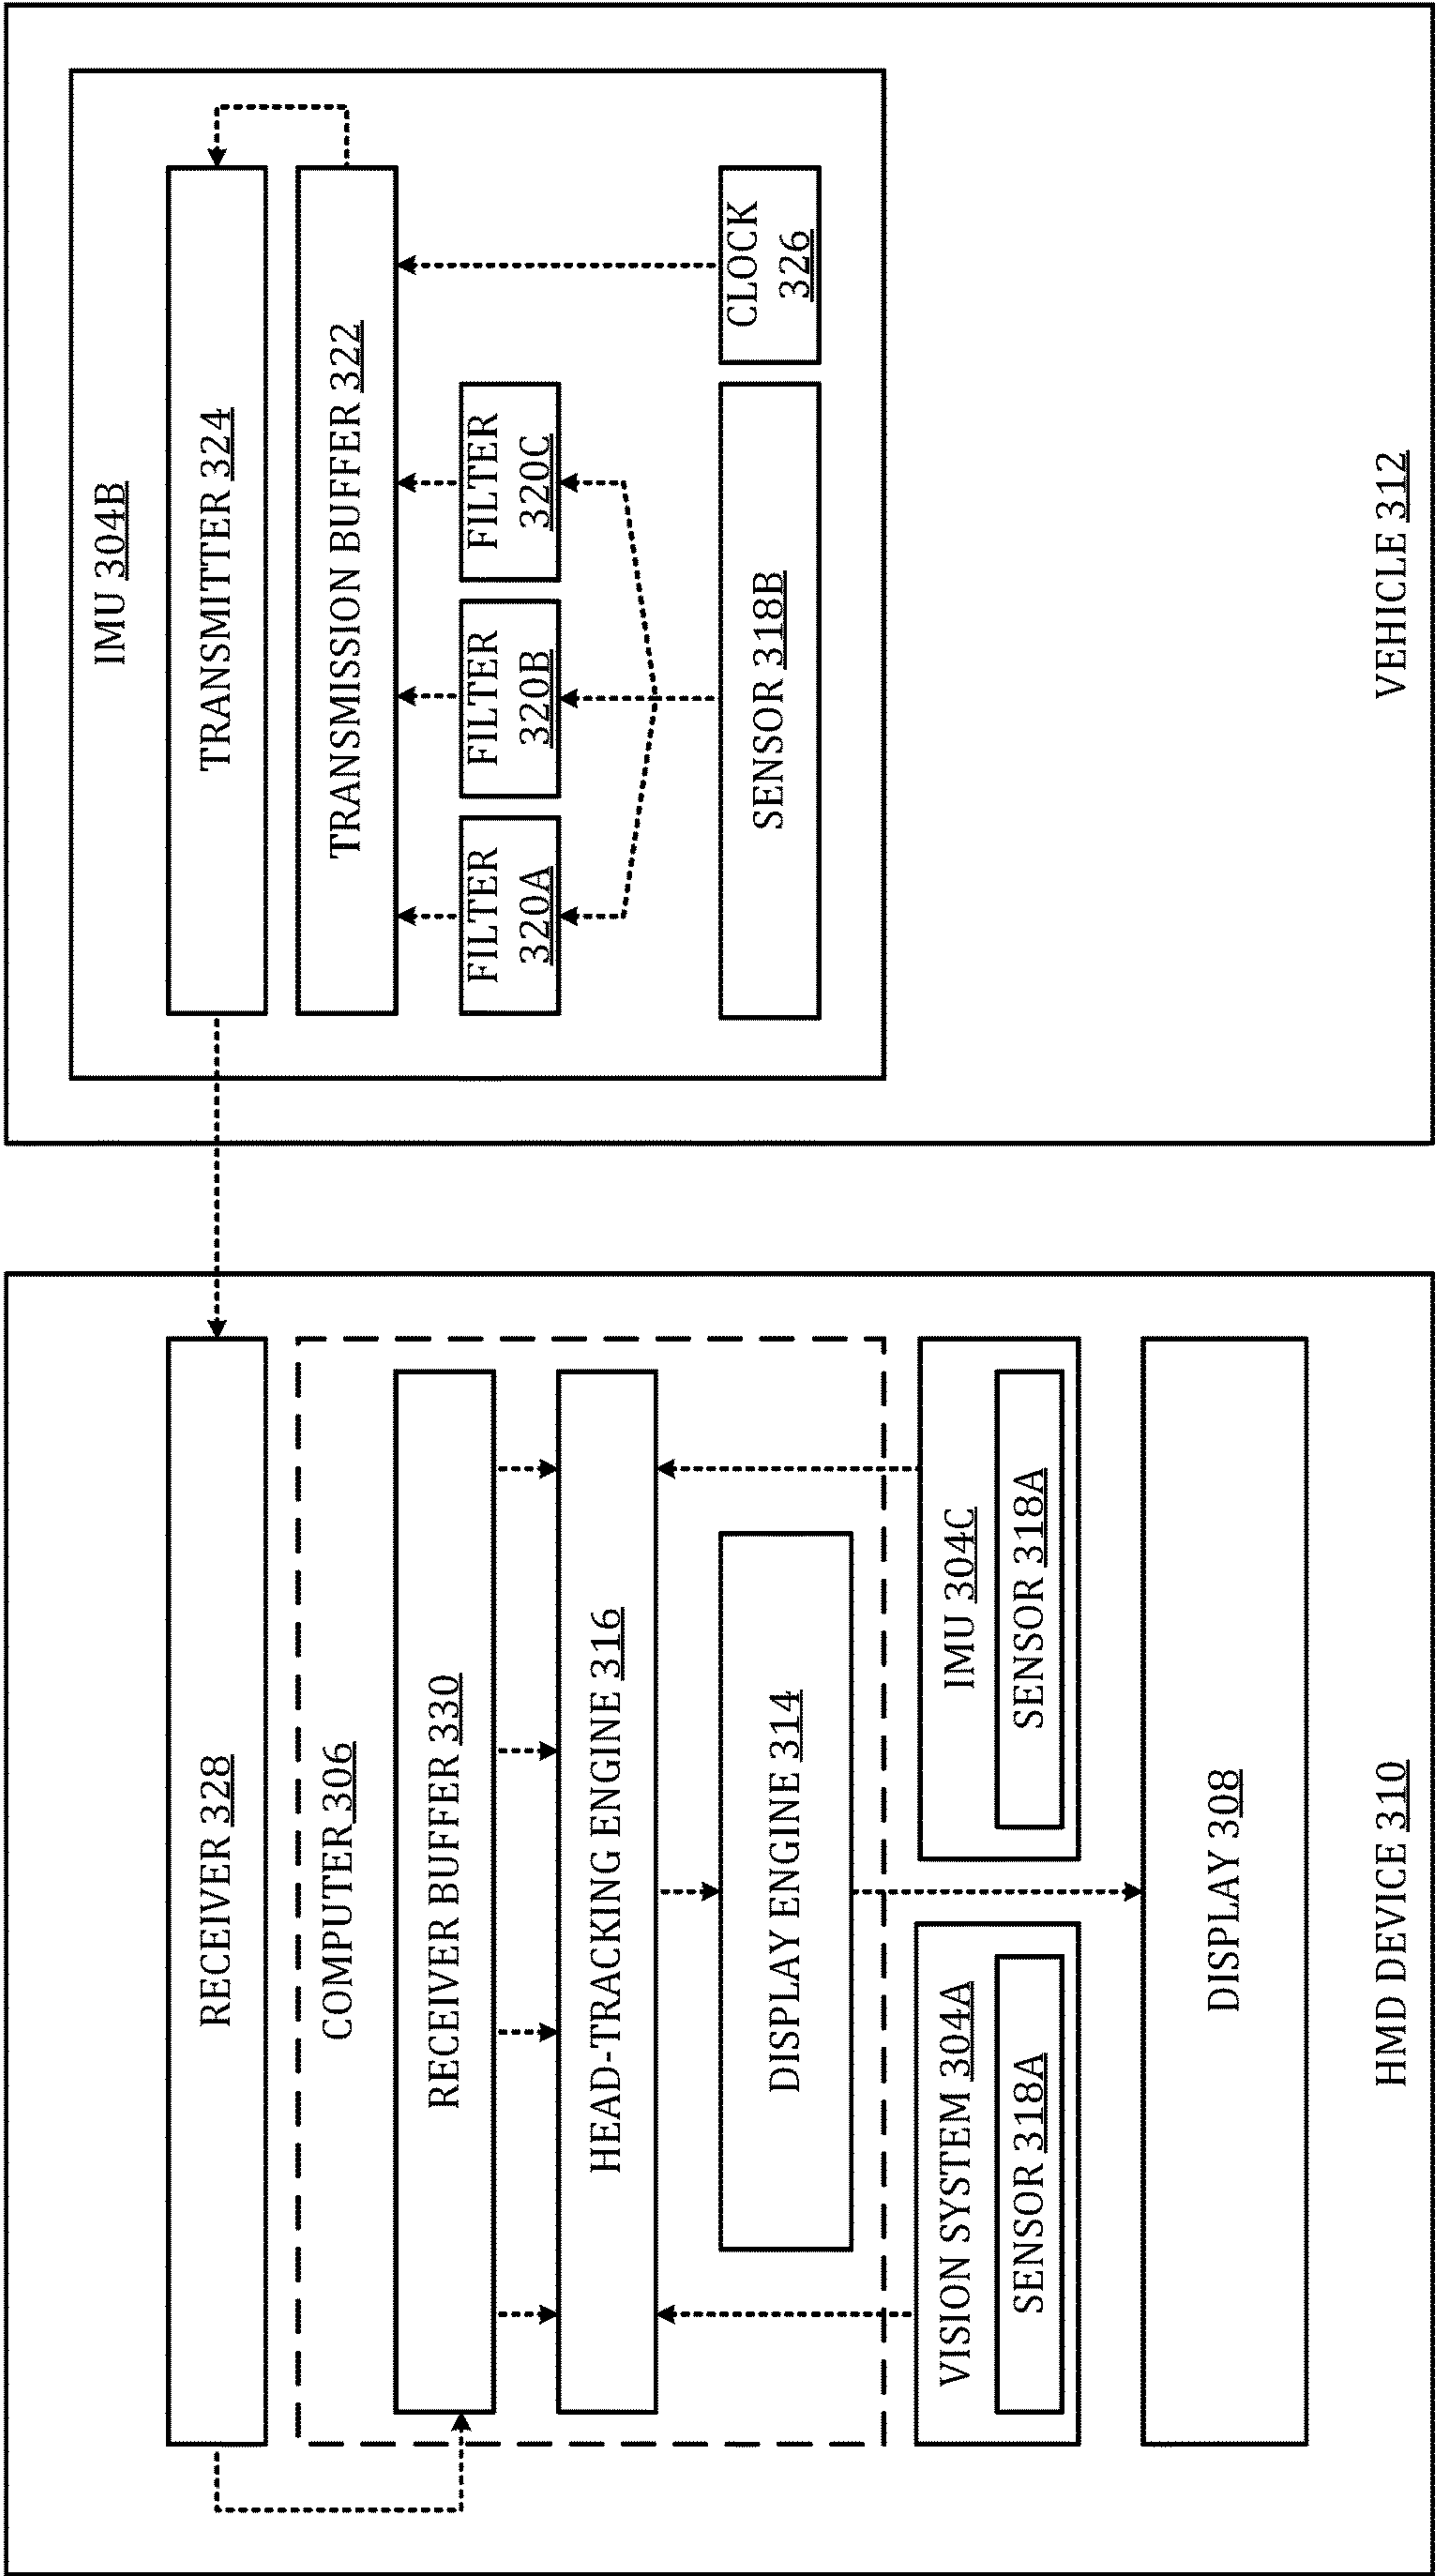 RECEIVER 328
COMPUTER 306
RECEIVER BUFFER 330
HEAD-TRACKING ENGINE 316
DISPLAY ENGINE 314
VISION SYSTEM 304A
SENSOR 318A
IMU 304C
SENSOR 318A
DISPLAY 308
HMD DEVICE 310
IMU 304B
TRANSMITTER 324
TRANSMISSION BUFFER 322
FILTER
320A
FILTER
320B
FILTER
320C
SENSOR 318B
CLOCK
326
VEHICLE 312